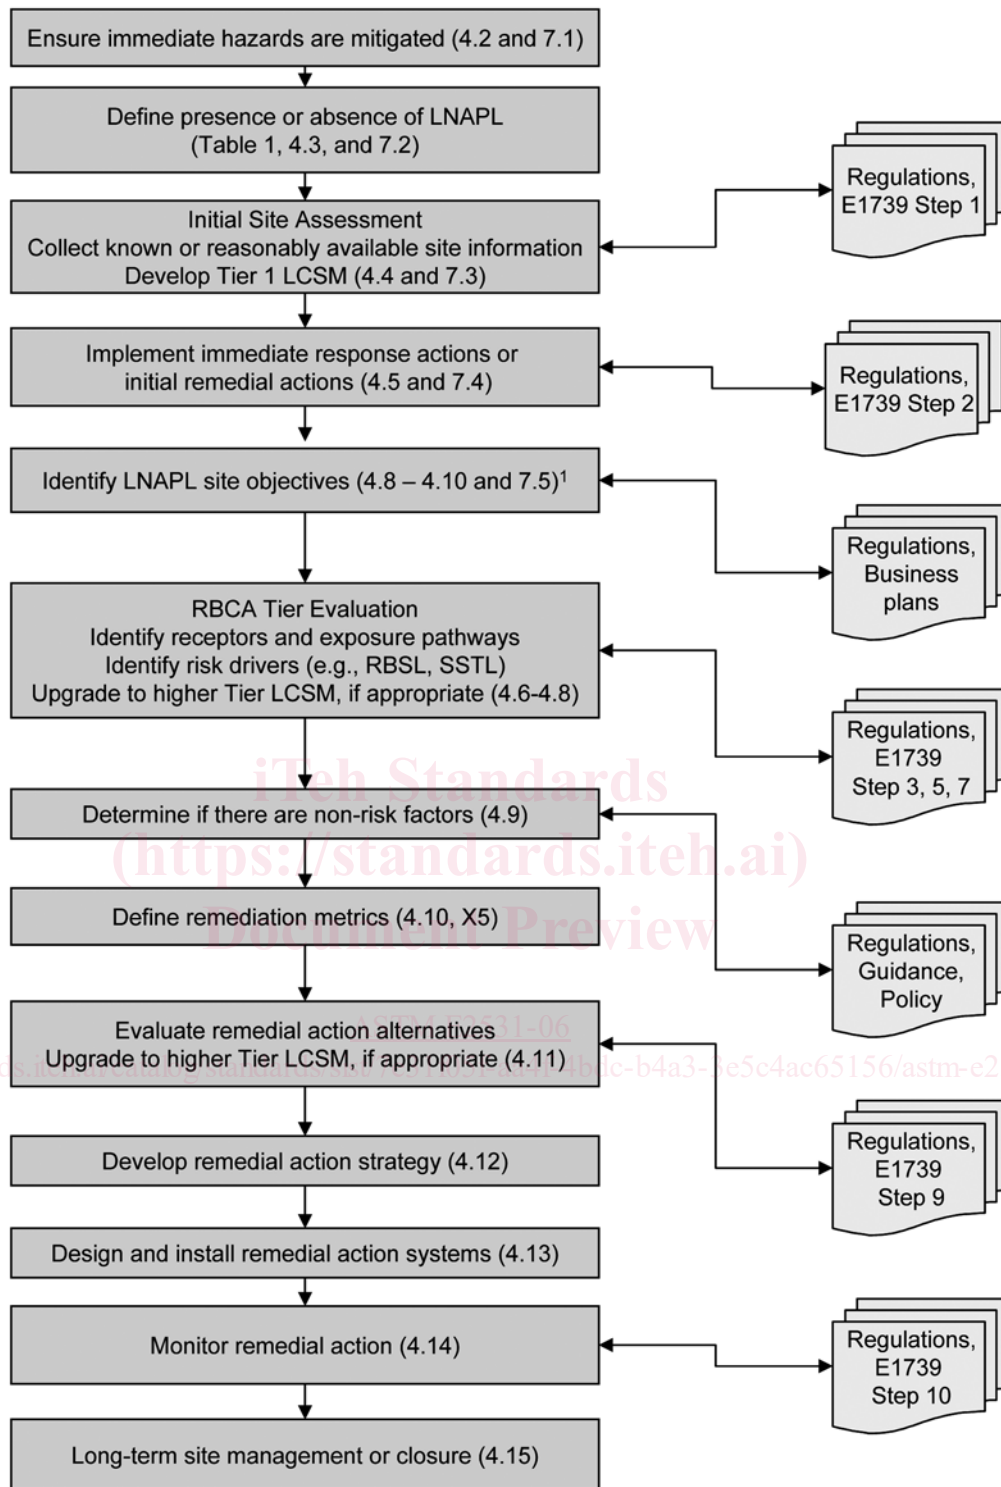 Ensure immediate hazards are mitigated (4.2 and 7.1)
Define presence or absence of LNAPL
(Table 1, 4.3, and 7.2)
Initial Site Assessment
Collect known or reasonably available site information
Develop Tier 1 LCSM (4.4 and 7.3)
Regulations,
E1739 Step 1
Implement immediate response actions or
initial remedial actions (4.5 and 7.4)
Regulations,
E1739 Step 2
Identify LNAPL site objectives (4.8 – 4.10 and 7.5)¹
Regulations,
Business
plans
RBCA Tier Evaluation
Identify receptors and exposure pathways
Identify risk drivers (e.g., RBSL, SSTL)
Upgrade to higher Tier LCSM, if appropriate (4.6-4.8)
Regulations,
E1739
Step 3, 5, 7
iTeh Standards
Determine if there are non-risk factors (4.9)
(https://standards.iteh.ai)
Define remediation metrics (4.10, X5)
Document Preview
Regulations,
Guidance,
Policy
Evaluate remedial action alternatives
ASTM E2531-06
Upgrade to higher Tier LCSM, if appropriate (4.11)
Regulations,
E1739
Step 9
Develop remedial action strategy (4.12)
Design and install remedial action systems (4.13)
Monitor remedial action (4.14)
Regulations,
E1739
Step 10
Long-term site management or closure (4.15)